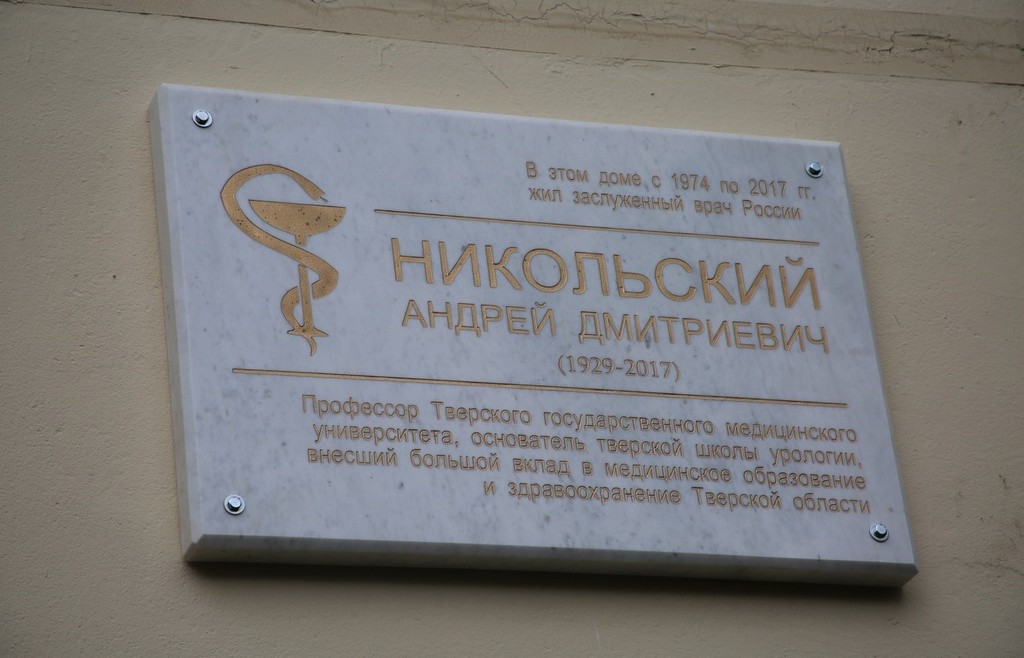 В этом доме с 1974 по 2017 гг.
жил заслуженный врач России
НИКОЛЬСКИЙ
АНДРЕЙ ДМИТРИЕВИЧ
(1929-2017)
Профессор Тверского государственного медицинского
университета, основатель тверской школы урологии,
внесший большой вклад в медицинское образование
и здравоохранение Тверской области